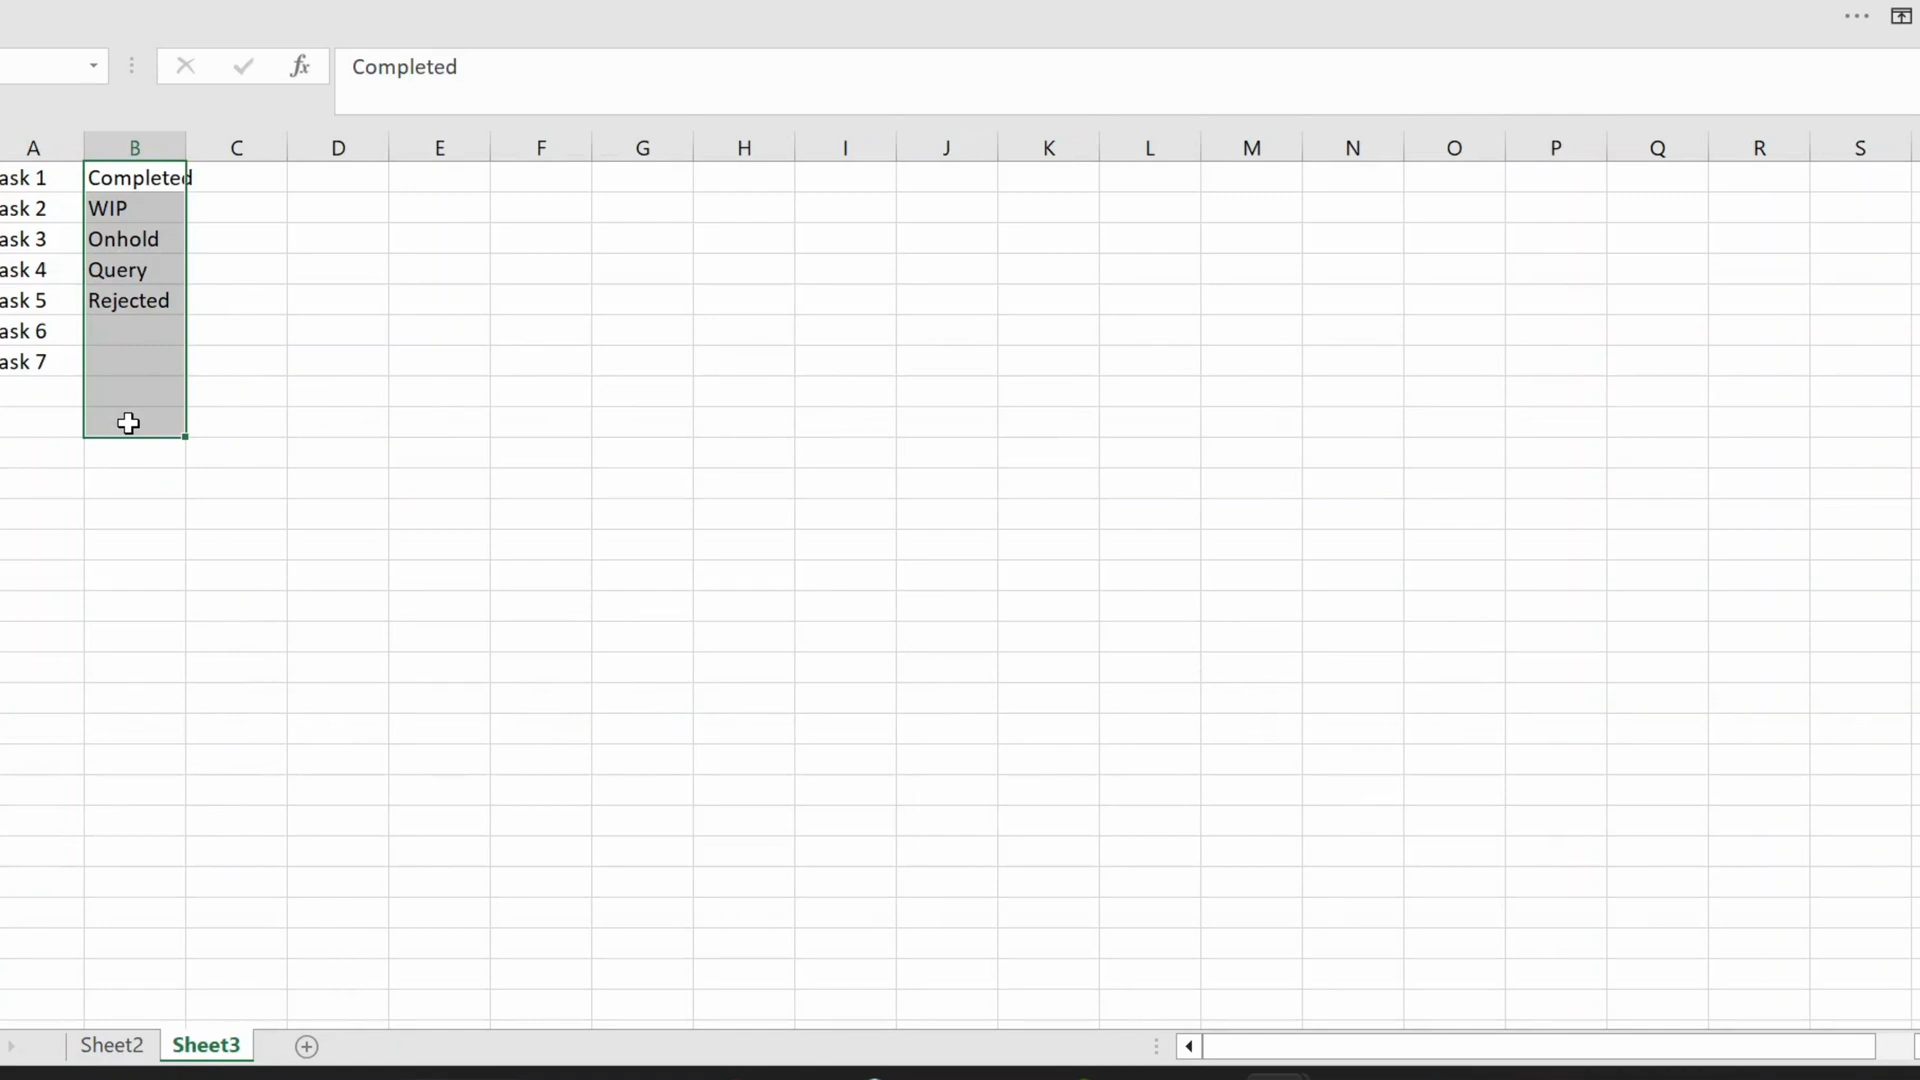 fx Completed
A B C D E F G H I J K L M N O P Q R S
ask 1 Completed
ask 2 WIP
ask 3 Onhold
ask 4 Query
ask 5 Rejected
ask 6
ask 7
Sheet2 Sheet3